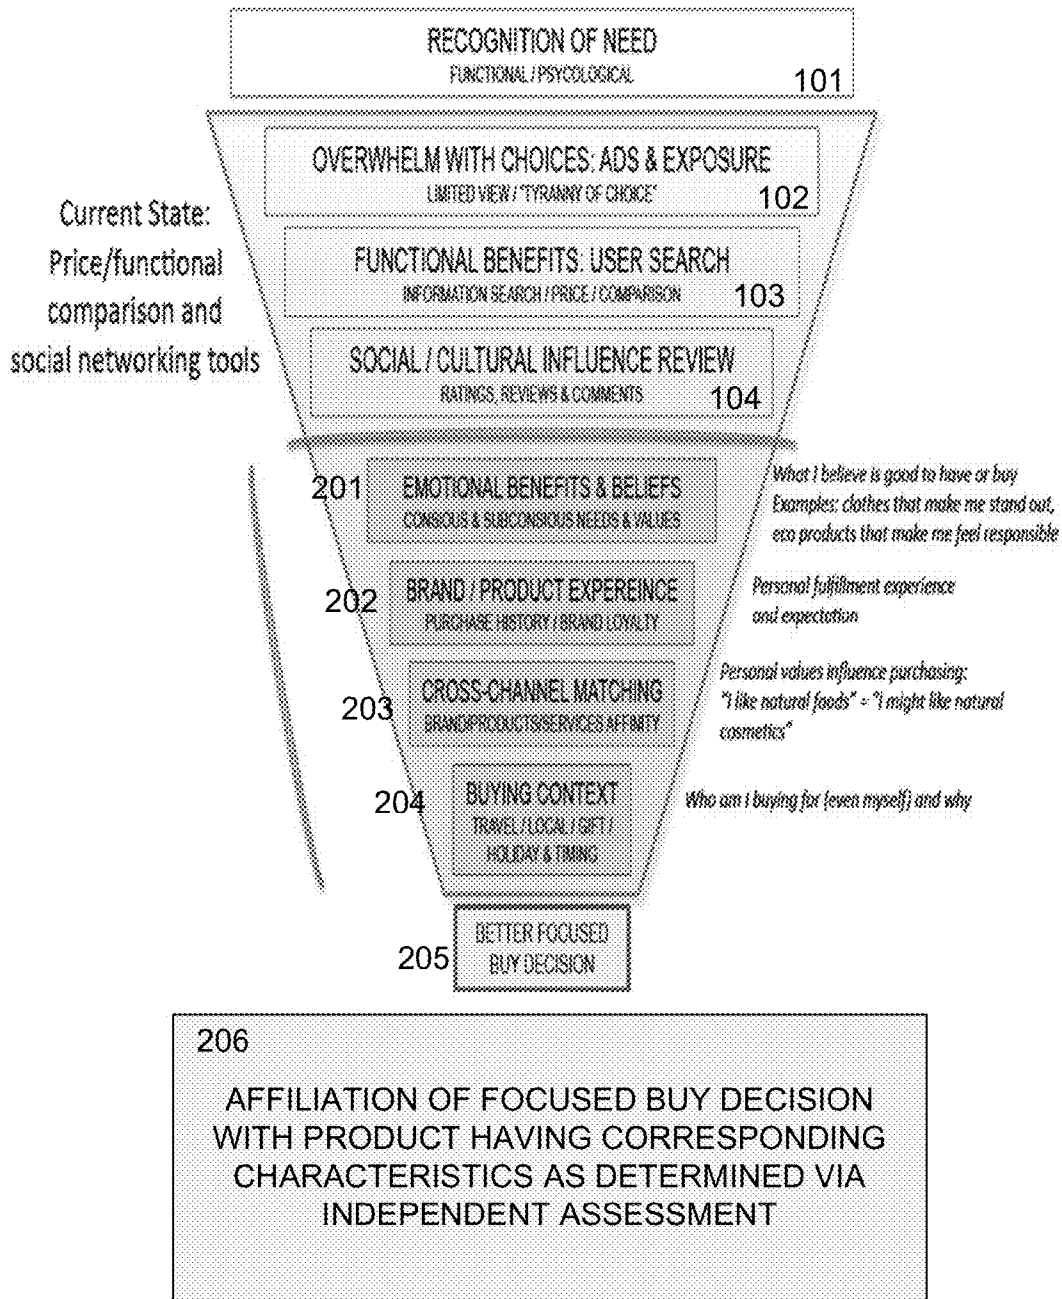 RECOGNITION OF NEED
FUNCTIONAL / PSYCOLOGICAL
101
OVERWHELM WITH CHOICES: ADS & EXPOSURE
LIMITED VIEW / "TYRANNY OF CHOICE"
102
Current State:
Price/functional
comparison and
social networking tools
FUNCTIONAL BENEFITS: USER SEARCH
INFORMATION SEARCH / PRICE / COMPARISON
103
SOCIAL / CULTURAL INFLUENCE REVIEW
RATINGS, REVIEWS & COMMENTS
104
201
EMOTIONAL BENEFITS & BELIEFS
CONSIOUS & SUBCONSIOUS NEEDS & VALUES
What I believe is good to have or buy
Examples: clothes that make me stand out,
eco products that make me feel responsible
202
BRAND / PRODUCT EXPEREINCE
PURCHASE HISTORY / BRAND LOYALTY
Personal fulfillment experience
and expectation
203
CROSS-CHANNEL MATCHING
BRAND/PRODUCTS/SERVICES AFFINITY
Personal values influence purchasing:
"I like natural foods" = "I might like natural
cosmetics"
204
BUYING CONTEXT
TRAVEL / LOCAL / GIFT /
HOLIDAY & TIMING
Who am I buying for (even myself) and why
205
BETTER FOCUSED
BUY DECISION
206
AFFILIATION OF FOCUSED BUY DECISION
WITH PRODUCT HAVING CORRESPONDING
CHARACTERISTICS AS DETERMINED VIA
INDEPENDENT ASSESSMENT